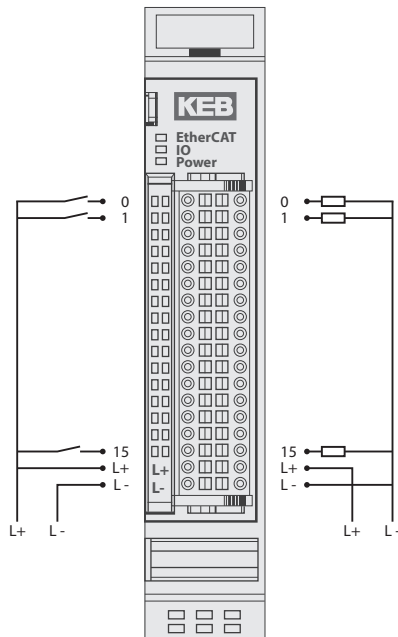 KEB
EtherCAT
IO
Power
0 0
1 1
15 15
L+ L+ L+
L - L- L -
L+ L - L+ L -